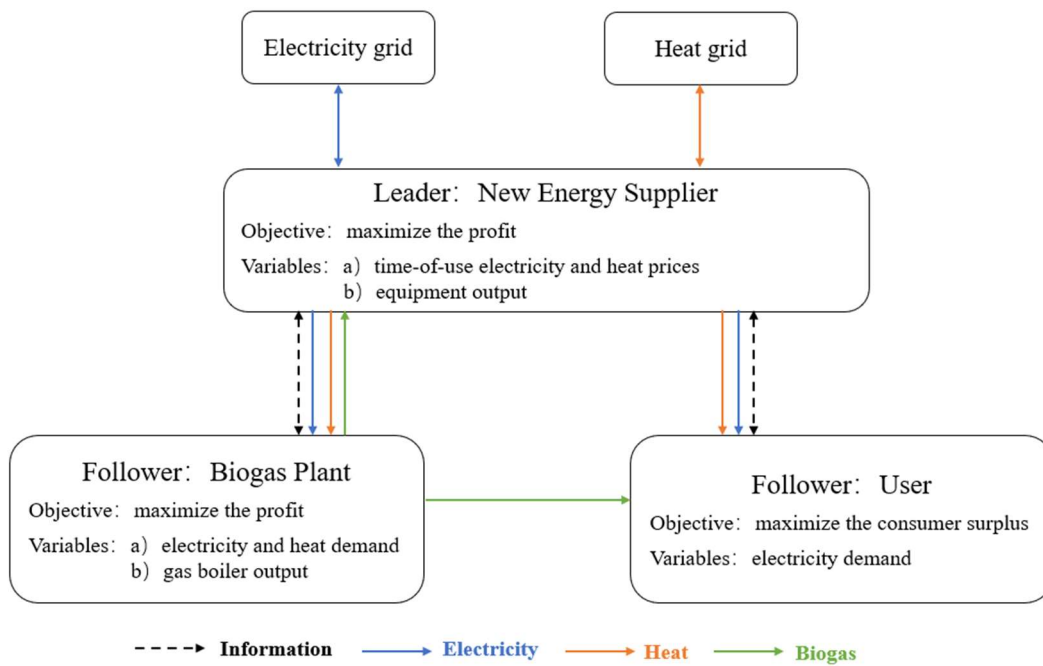 Electricity grid
Heat grid
Leader: New Energy Supplier
Objective: maximize the profit
Variables: a) time-of-use electricity and heat prices
b) equipment output
Follower: Biogas Plant
Objective: maximize the profit
Variables: a) electricity and heat demand
b) gas boiler output
Follower: User
Objective: maximize the consumer surplus
Variables: electricity demand
Information
Electricity
Heat
Biogas